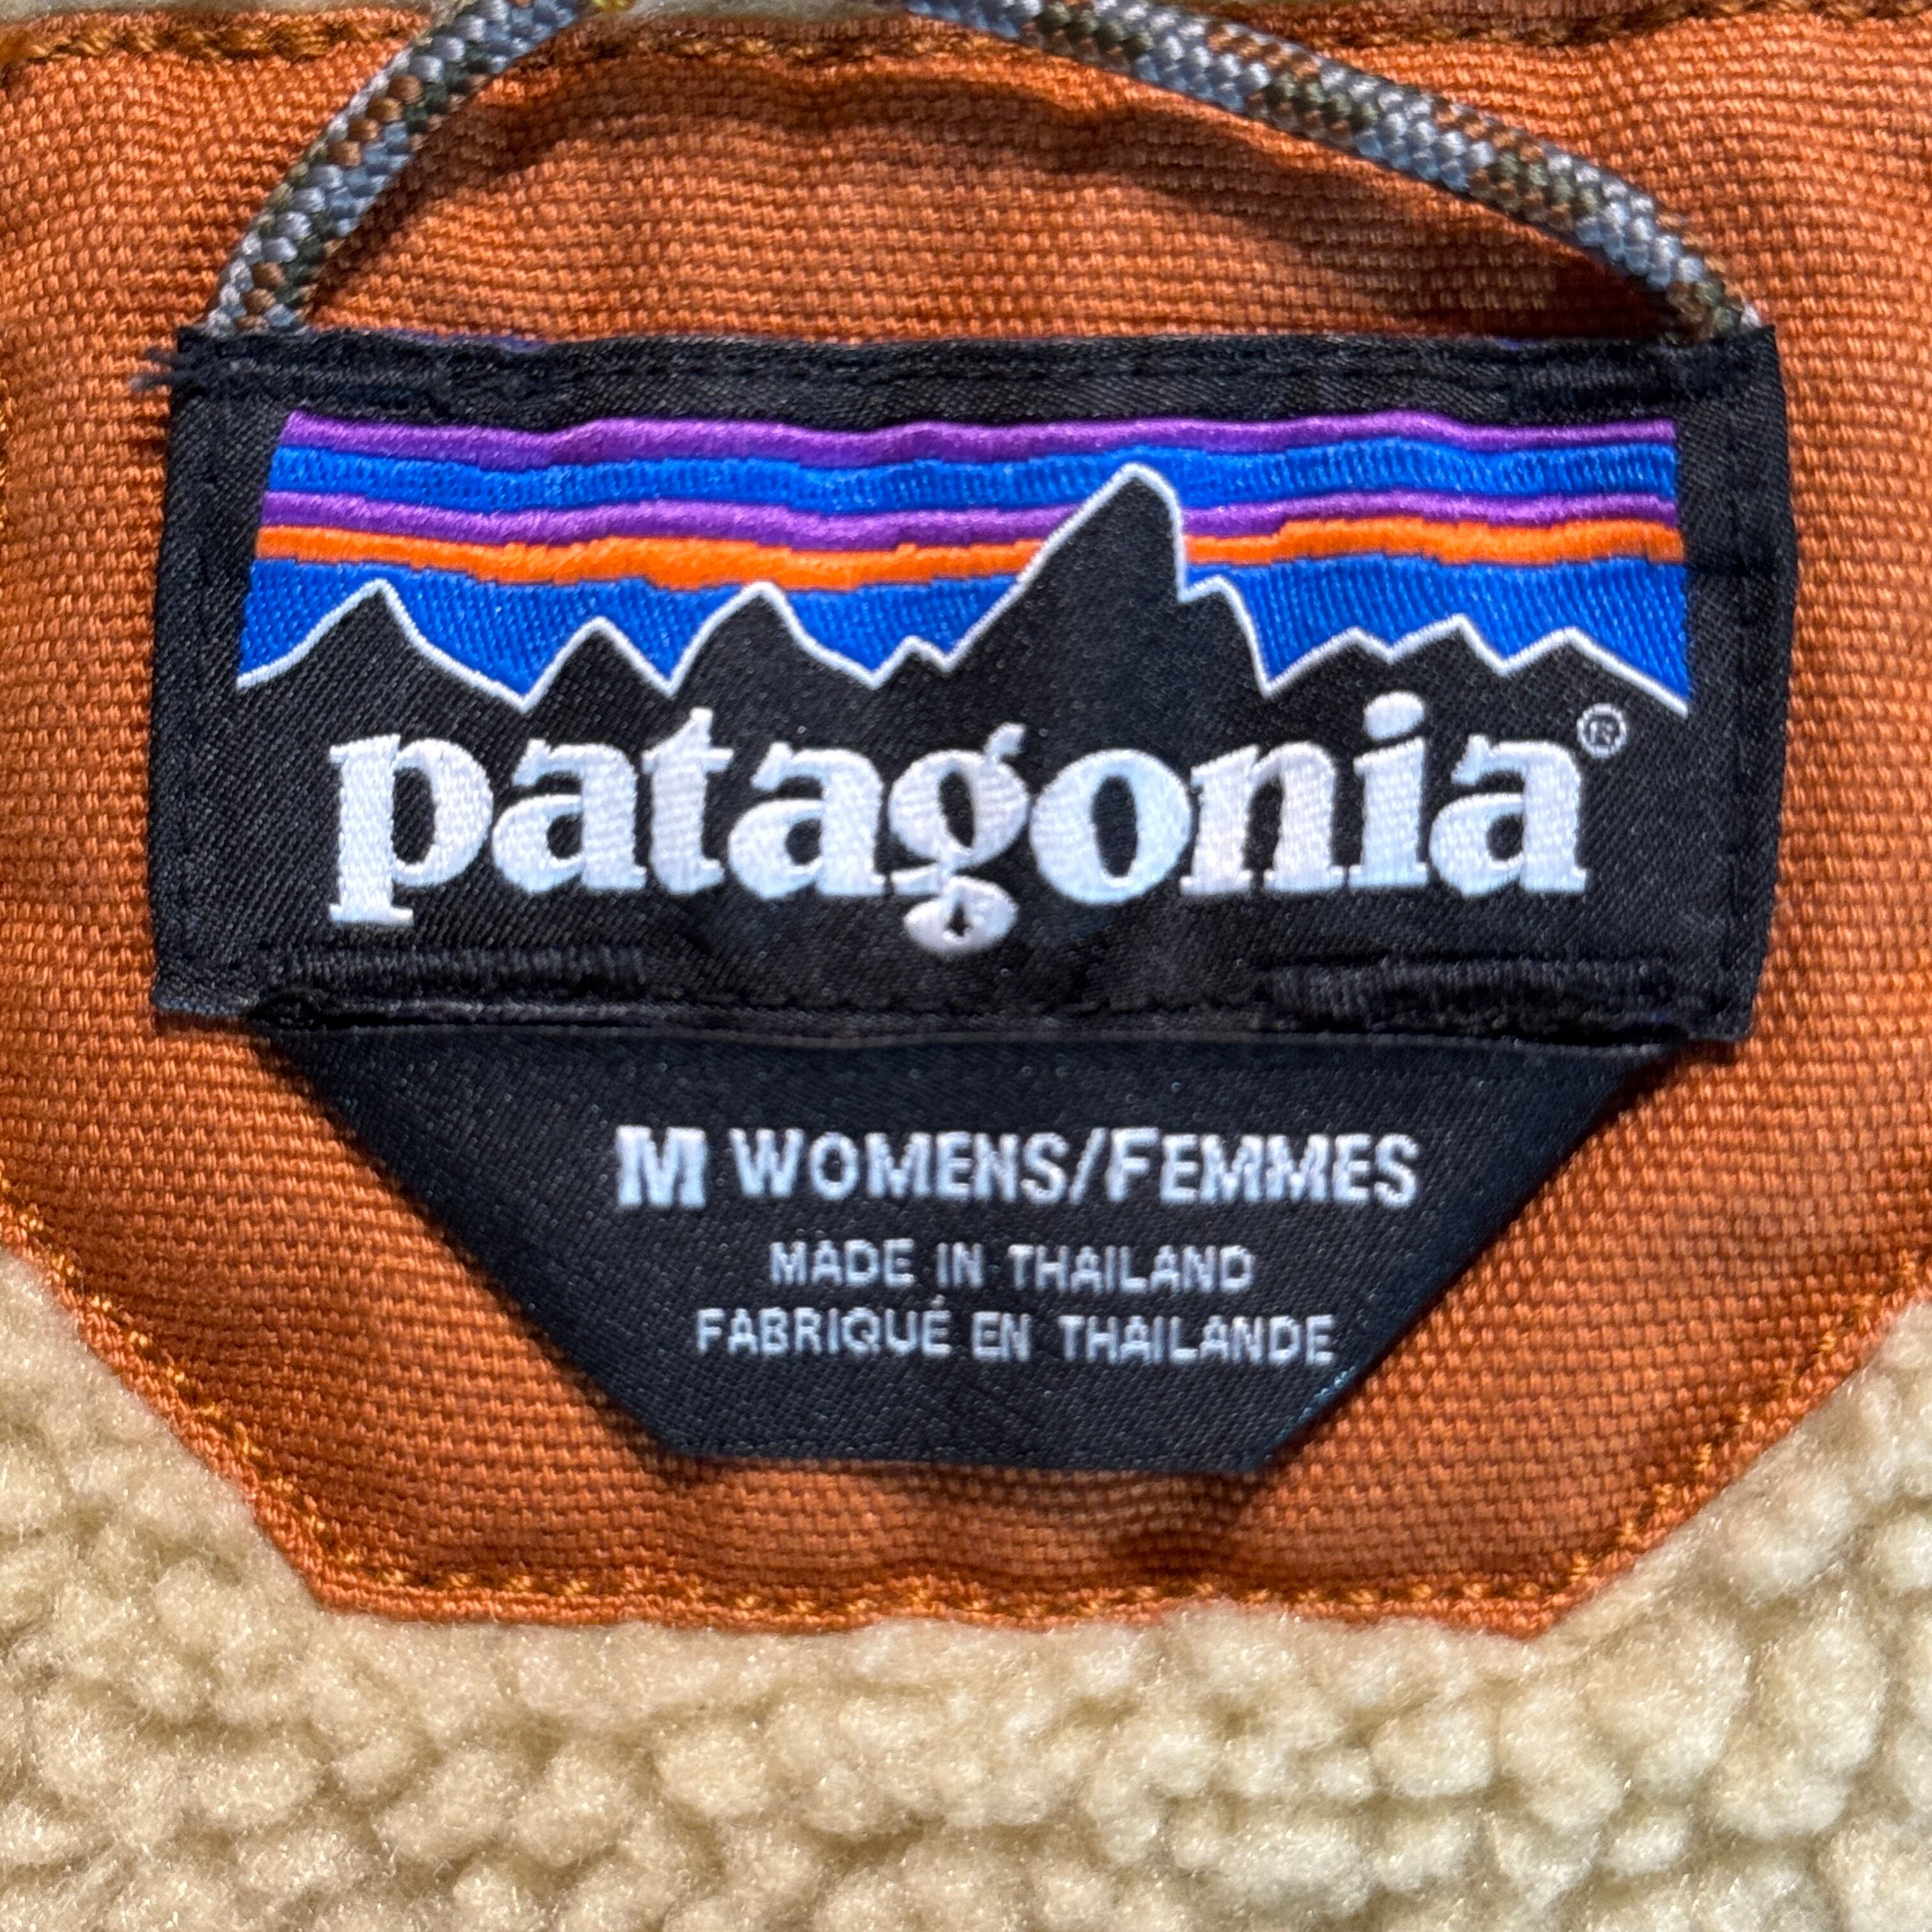 patagonia®
M WOMENS/FEMMES
MADE IN THAILAND
FABRIQUÉ EN THAILANDE